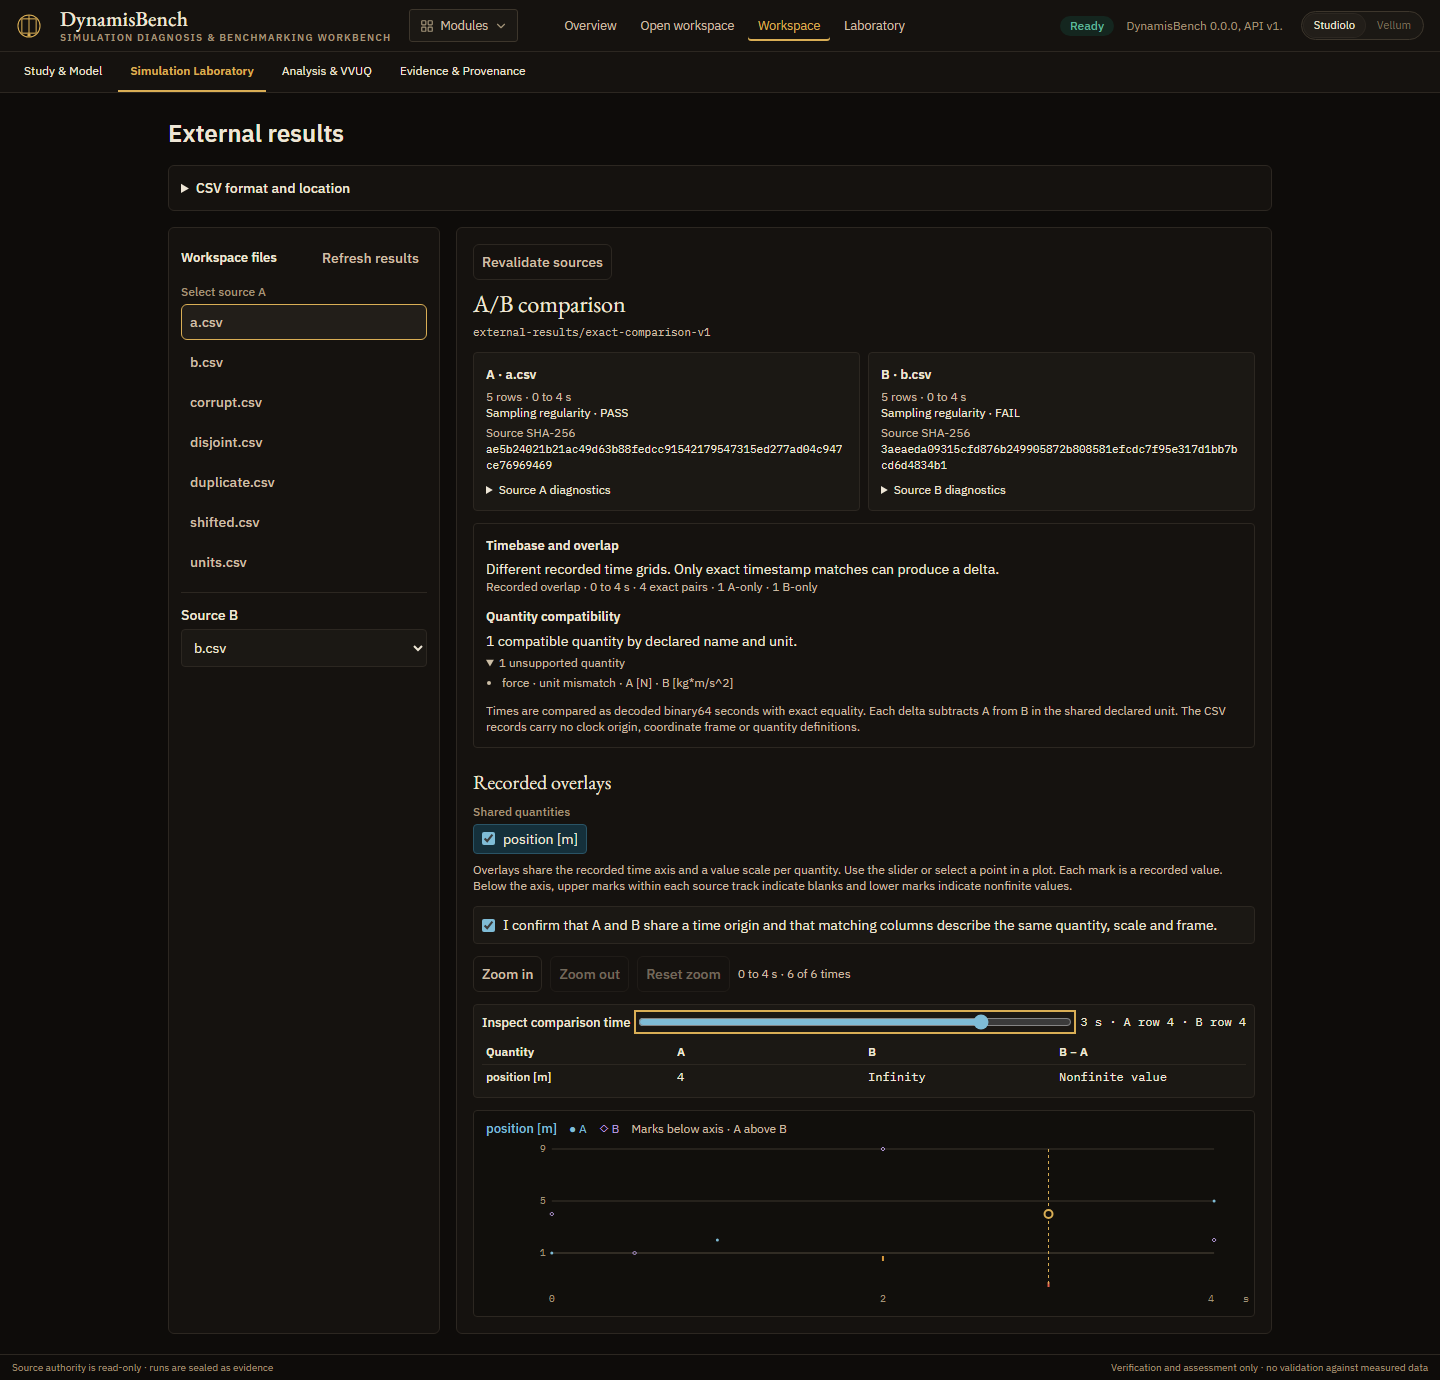 DynamisBench
SIMULATION DIAGNOSIS & BENCHMARKING WORKBENCH
Modules
Overview
Open workspace
Workspace
Laboratory
Ready
DynamisBench 0.0.0, API v1.
Studiolo
Vellum
Study & Model
Simulation Laboratory
Analysis & VVUQ
Evidence & Provenance
External results
CSV format and location
Workspace files
Refresh results
Select source A
a.csv
b.csv
corrupt.csv
disjoint.csv
duplicate.csv
shifted.csv
units.csv
Source B
b.csv
Revalidate sources
A/B comparison
external-results/exact-comparison-v1
A · a.csv
5 rows · 0 to 4 s
Sampling regularity · PASS
Source SHA-256
ae5b24021b21ac49d63b88fedcc91542179547315ed277ad04c947
ce76969469
Source A diagnostics
B · b.csv
5 rows · 0 to 4 s
Sampling regularity · FAIL
Source SHA-256
3aeaeda09315cfd876b249905872b808581efcdc7f95e317d1bb7b
cd6d4834b1
Source B diagnostics
Timebase and overlap
Different recorded time grids. Only exact timestamp matches can produce a delta.
Recorded overlap · 0 to 4 s · 4 exact pairs · 1 A-only · 1 B-only
Quantity compatibility
1 compatible quantity by declared name and unit.
1 unsupported quantity
• force · unit mismatch · A [N] · B [kg*m/s^2]
Times are compared as decoded binary64 seconds with exact equality. Each delta subtracts A from B in the shared declared unit. The CSV
records carry no clock origin, coordinate frame or quantity definitions.
Recorded overlays
Shared quantities
position [m]
Overlays share the recorded time axis and a value scale per quantity. Use the slider or select a point in a plot. Each mark is a recorded value.
Below the axis, upper marks within each source track indicate blanks and lower marks indicate nonfinite values.
I confirm that A and B share a time origin and that matching columns describe the same quantity, scale and frame.
Zoom in
Zoom out
Reset zoom
0 to 4 s · 6 of 6 times
Inspect comparison time
3 s · A row 4 · B row 4
Quantity A B B – A
position [m] 4 Infinity Nonfinite value
position [m] A B Marks below axis · A above B
9
5
1
0 2 4 s
Source authority is read-only · runs are sealed as evidence
Verification and assessment only · no validation against measured data